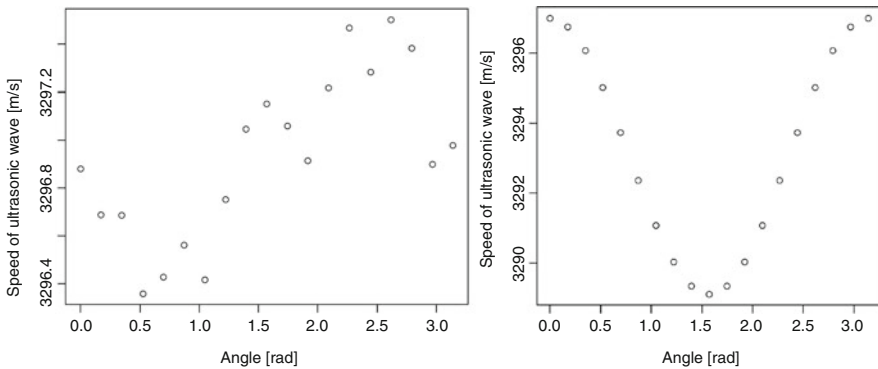 Speed of ultrasonic wave [m/s]
3297.2
3296.8
3296.4
0.0 0.5 1.0 1.5 2.0 2.5 3.0
Angle [rad]
Speed of ultrasonic wave [m/s]
3296
3294
3292
3290
0.0 0.5 1.0 1.5 2.0 2.5 3.0
Angle [rad]